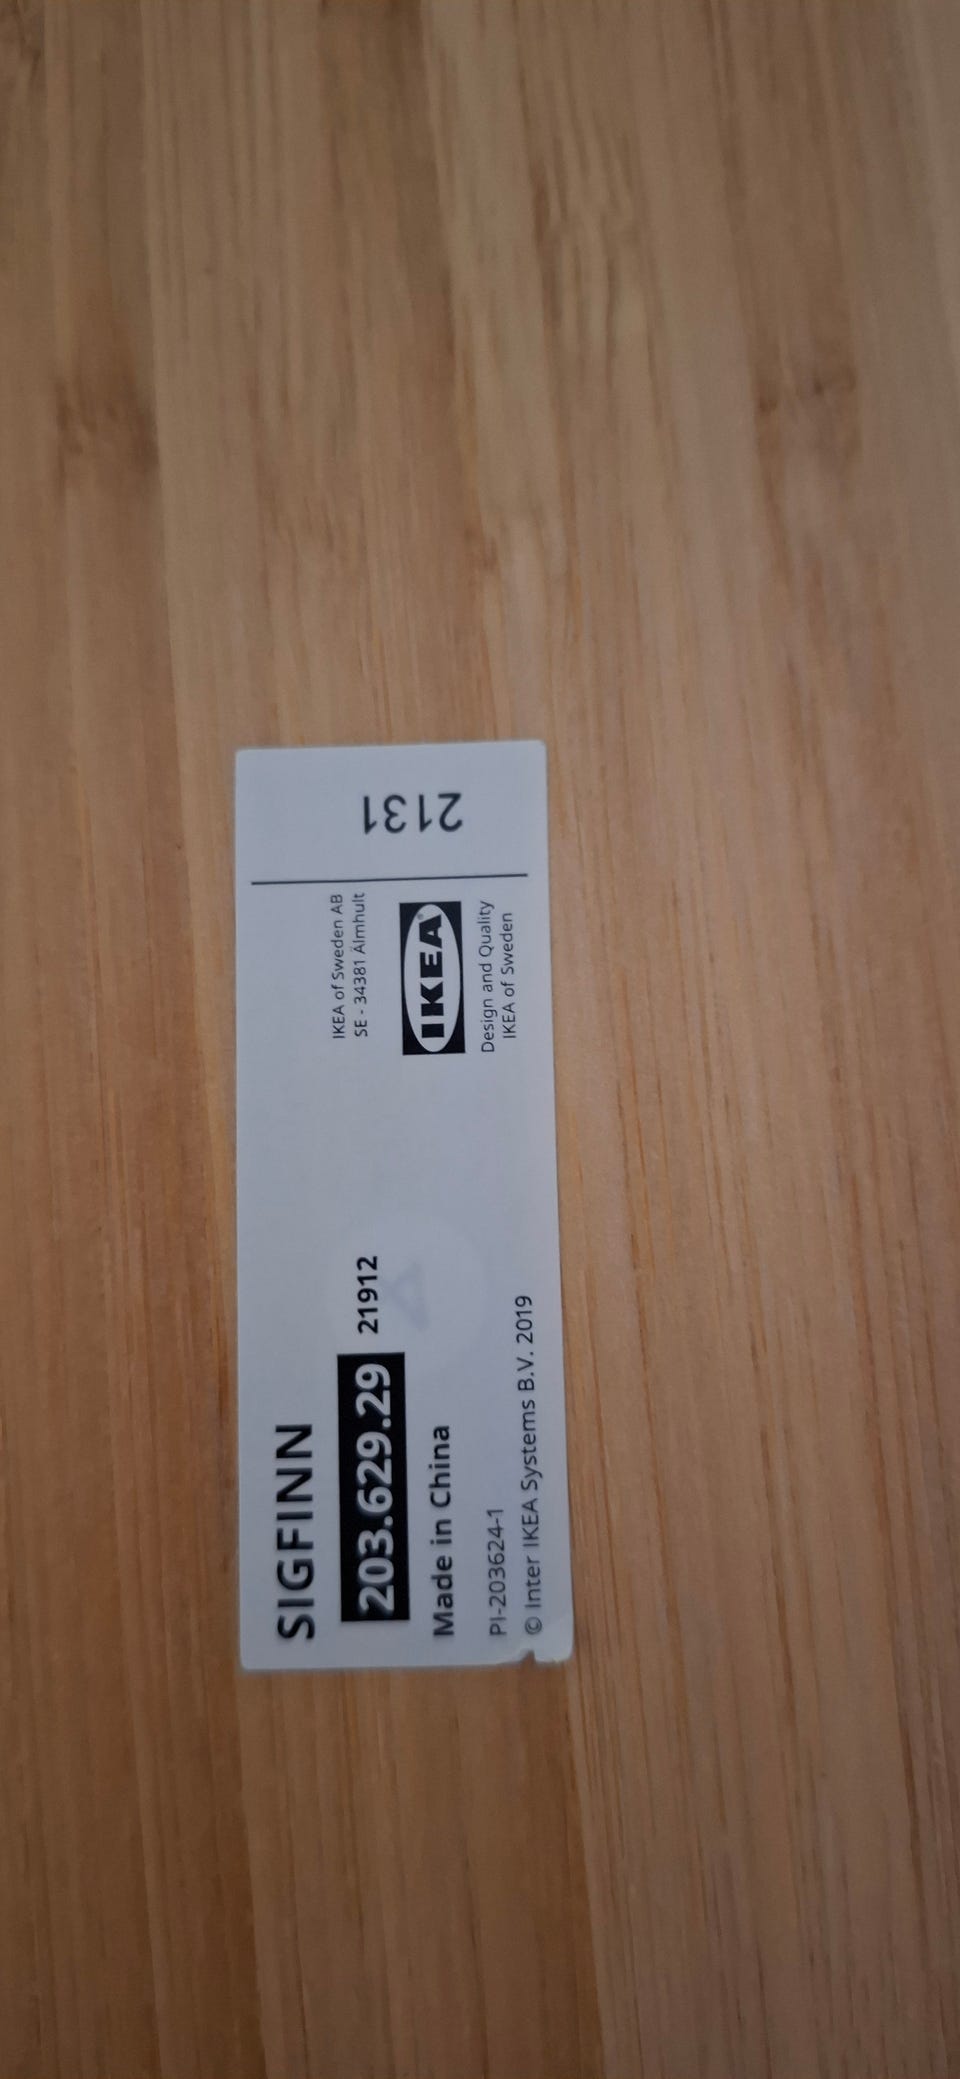 SIGFINN
203.629.29 21912
Made in China
PI-203624-1
© Inter IKEA Systems B.V. 2019
IKEA of Sweden AB
SE - 34381 Älmhult
IKEA®
Design and Quality
IKEA of Sweden
2131